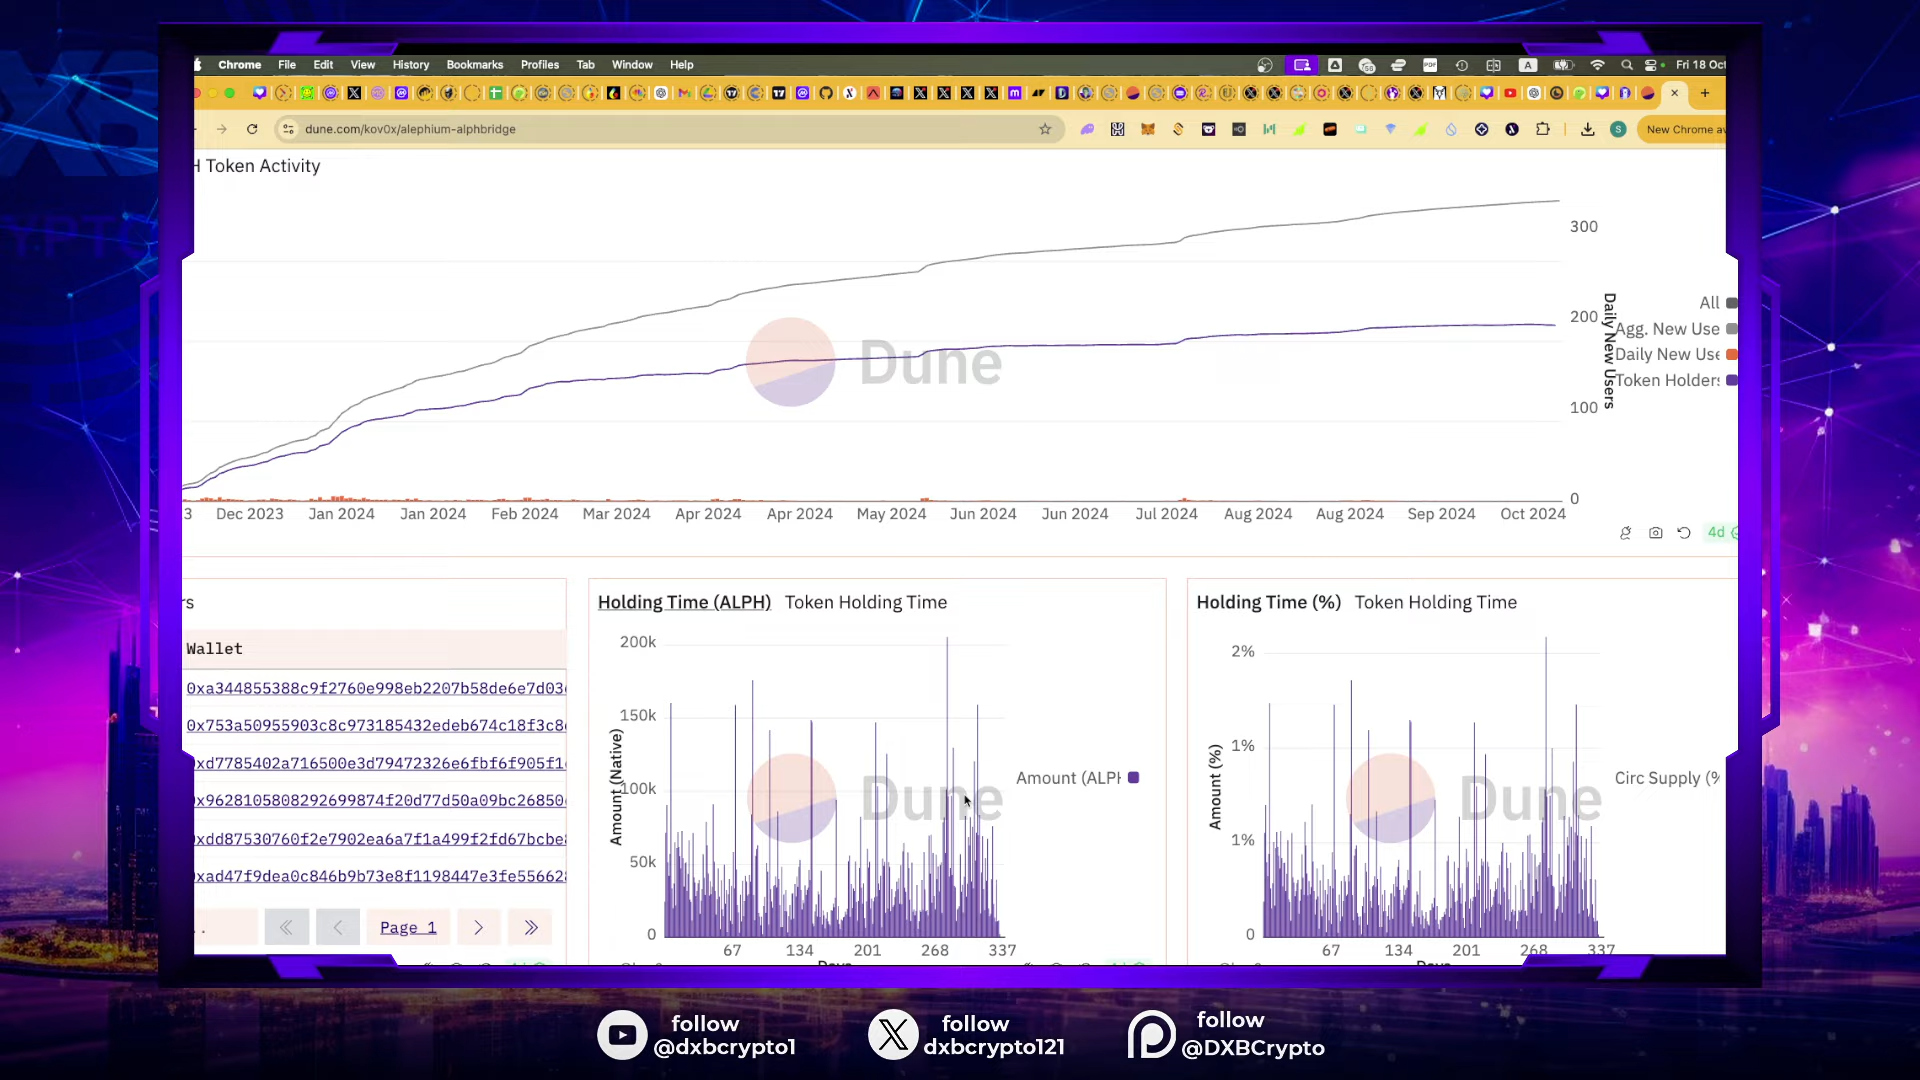 Chrome File Edit View History Bookmarks Profiles Tab Window Help
Fri 18 Oct
dune.com/kov0x/alephium-alphbridge
New Chrome av
H Token Activity
300
200
100
0
Daily New Users
All
Agg. New Use
Daily New Use
Token Holders
Dune
3 Dec 2023 Jan 2024 Jan 2024 Feb 2024 Mar 2024 Apr 2024 Apr 2024 May 2024 Jun 2024 Jun 2024 Jul 2024 Aug 2024 Aug 2024 Sep 2024 Oct 2024
4d
rs
Wallet
0xa344855388c9f2760e998eb2207b58de6e7d03
0x753a50955903c8c973185432edeb674c18f3c8
xd7785402a716500e3d79472326e6fbf6f905f1
x9628105808292699874f20d77d50a09bc26850
xdd87530760f2e7902ea6a7f1a499f2fd67bcbe
xad47f9dea0c846b9b73e8f1198447e3fe55662
Page 1
Holding Time (ALPH) Token Holding Time
200k
150k
100k
50k
0
Amount (Native)
Dune
Amount (ALPH
67 134 201 268 337
Holding Time (%) Token Holding Time
2%
1%
1%
0
Amount (%)
Dune
Circ Supply (%
67 134 201 268 337
follow
@dxbcrypto1
follow
dxbcrypto121
follow
@DXBCrypto